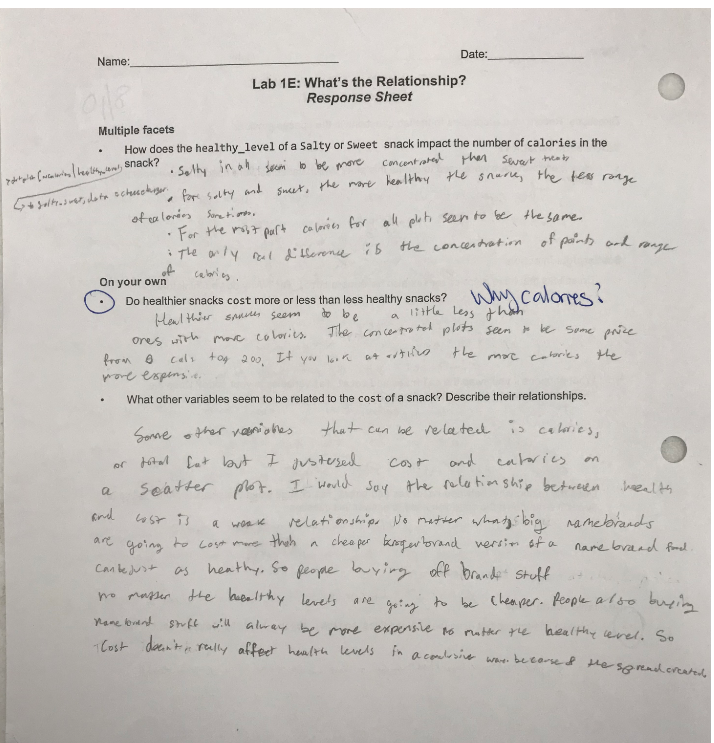 Name: Date:
Lab 1E: What's the Relationship?
Response Sheet
Multiple facets
• How does the healthy_level of a Salty or Sweet snack impact the number of calories in the
snack?
• Salty in all seem to be more concentrated then sweet treats
• For salty and sweet, the more healthy the snacks, the less range
of calories
• For the most part calories for all plots seem to be the same.
• The only real difference is the concentration of points and range
of calories.
On your own
• Do healthier snacks cost more or less than less healthy snacks? Why calories?
Healthier snacks seem to be a little less than
ones with more calories. The concentrated plots seem to be same price
from 0 cals to 200. If you look at the more calories the
more expensive.
• What other variables seem to be related to the cost of a snack? Describe their relationships.
Some other that can be related is calories,
or total fat but I just used cost and calories on
a scatter plot. I would say the relationship between health
and cost is a weak relationship. No matter what, big namebrands
are going to cost more than a cheaper version of a name brand food.
can be just as heathy. So people buying off brand stuff
no matter the healthy levels are going to be cheaper. People also buying
name brand stuff will alway be more expensive no matter the healthy level. So
Cost doesn't really affect health levels in a way because of the spread created.